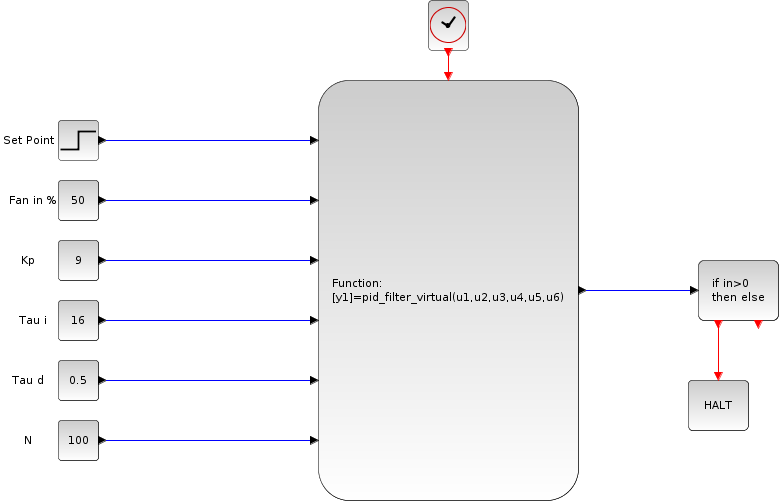 Set Point
Fan in %
50
Kp
9
Function:
[y1]=pid_filter_virtual(u1,u2,u3,u4,u5,u6)
if in>0
then else
Tau i
16
Tau d
0.5
HALT
N
100